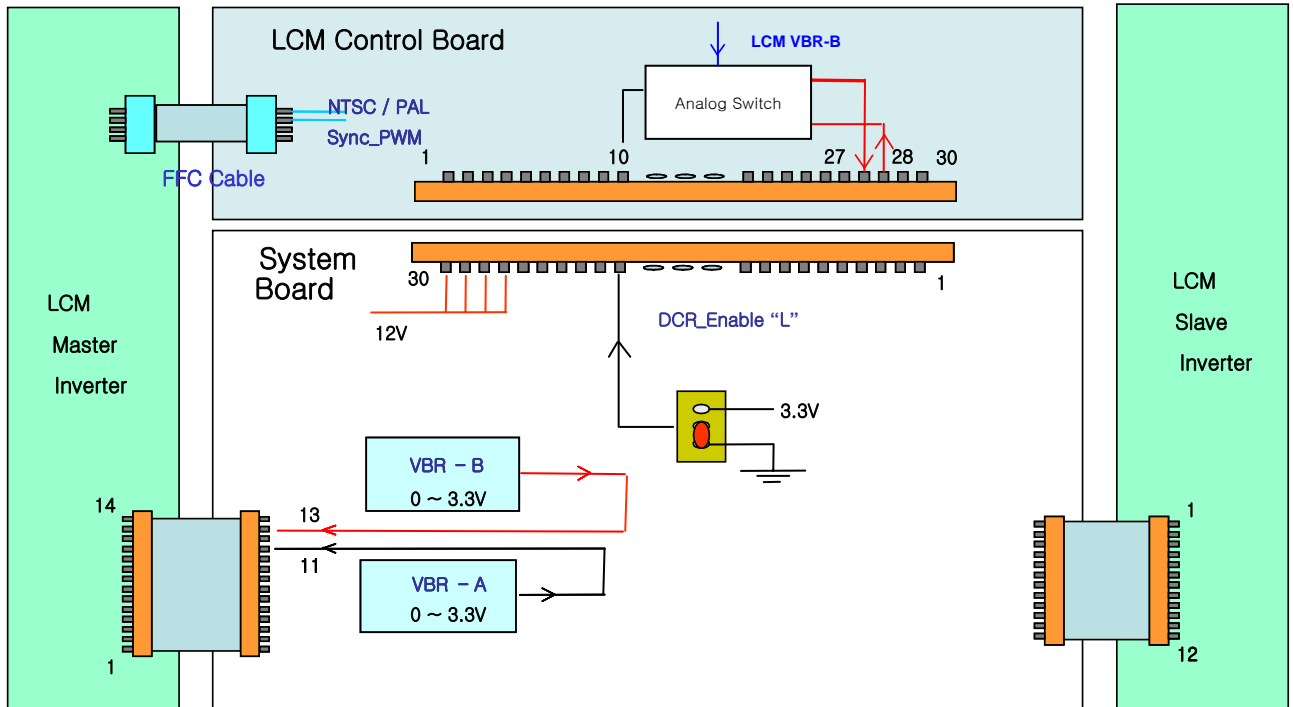 LCM Control Board
LCM VBR-B
Analog Switch
NTSC / PAL
Sync_PWM
FFC Cable
1
10
27
28
30
System
Board
30
1
12V
DCR_Enable “L”
3.3V
LCM
Master
Inverter
LCM
Slave
Inverter
VBR - B
0 ~ 3.3V
VBR - A
0 ~ 3.3V
14
13
11
1
1
12